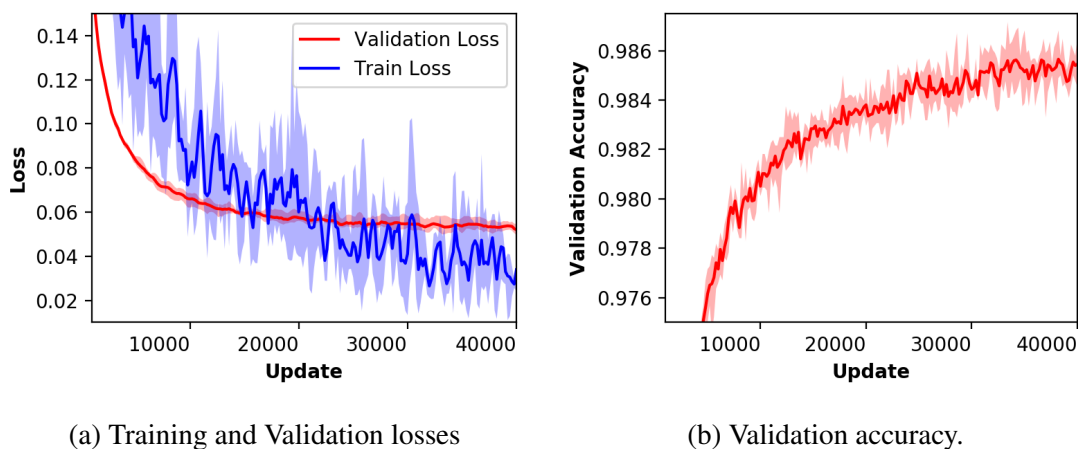 0.14
0.12
0.10
0.08
0.06
0.04
0.02
Loss
Validation Loss
Train Loss
10000 20000 30000 40000
Update
(a) Training and Validation losses
0.986
0.984
0.982
0.980
0.978
0.976
Validation Accuracy
10000 20000 30000 40000
Update
(b) Validation accuracy.